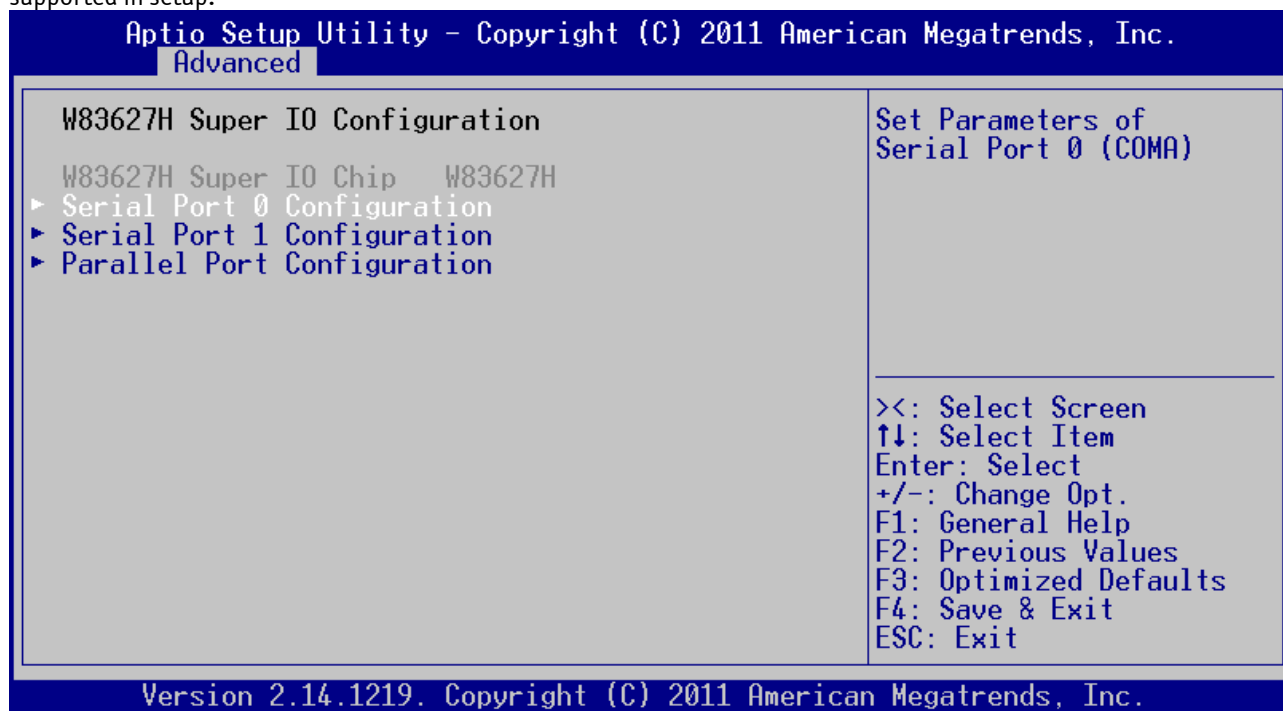 supported in setup.
Aptio Setup Utility – Copyright (C) 2011 American Megatrends, Inc.
Advanced
W83627H Super IO Configuration
W83627H Super IO Chip W83627H
► Serial Port 0 Configuration
► Serial Port 1 Configuration
► Parallel Port Configuration
Set Parameters of
Serial Port 0 (COMA)
><: Select Screen
↑↓: Select Item
Enter: Select
+/-: Change Opt.
F1: General Help
F2: Previous Values
F3: Optimized Defaults
F4: Save & Exit
ESC: Exit
Version 2.14.1219. Copyright (C) 2011 American Megatrends, Inc.